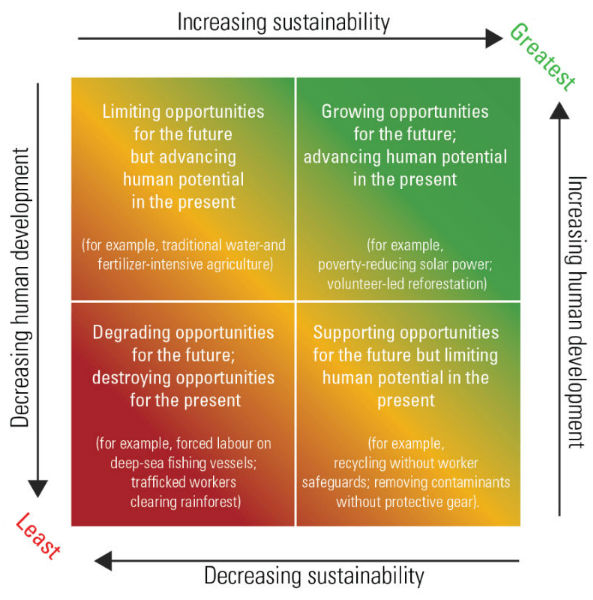 Increasing sustainability
Greatest
Decreasing human development
Limiting opportunities
for the future
but advancing
human potential
in the present
(for example, traditional water-and
fertilizer-intensive agriculture)
Growing opportunities
for the future;
advancing human potential
in the present
(for example,
poverty-reducing solar power;
volunteer-led reforestation)
Increasing human development
Degrading opportunities
for the future;
destroying opportunities
for the present
(for example, forced labour on
deep-sea fishing vessels;
trafficked workers
clearing rainforest)
Supporting opportunities
for the future but limiting
human potential in the
present
(for example,
recycling without worker
safeguards; removing contaminants
without protective gear).
Least
Decreasing sustainability